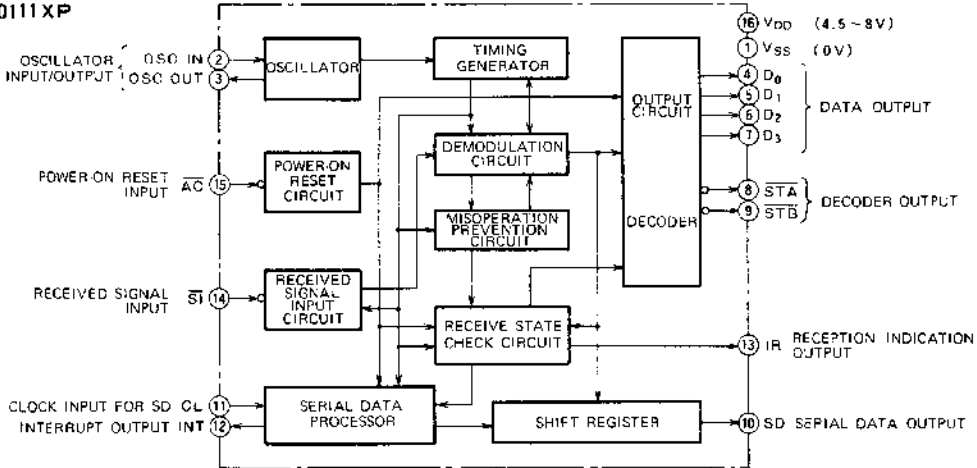 0111XP
16 VDD (4.5~8V)
1 VSS (0V)
OSCILLATOR INPUT/OUTPUT
OSC IN 2
OSC OUT 3
OSCILLATOR
TIMING GENERATOR
OUTPUT CIRCUIT
DECODER
4 D0
5 D1
6 D2
7 D3
DATA OUTPUT
DEMODULATION CIRCUIT
POWER-ON RESET INPUT
AC 15
POWER-ON RESET CIRCUIT
8 STA
9 STB
DECODER OUTPUT
MISOPERATION PREVENTION CIRCUIT
RECEIVED SIGNAL INPUT
SI 14
RECEIVED SIGNAL INPUT CIRCUIT
RECEIVE STATE CHECK CIRCUIT
13 IR RECEPTION INDICATION OUTPUT
CLOCK INPUT FOR SD CL 11
INTERRUPT OUTPUT INT 12
SERIAL DATA PROCESSOR
SHIFT REGISTER
10 SD SERIAL DATA OUTPUT